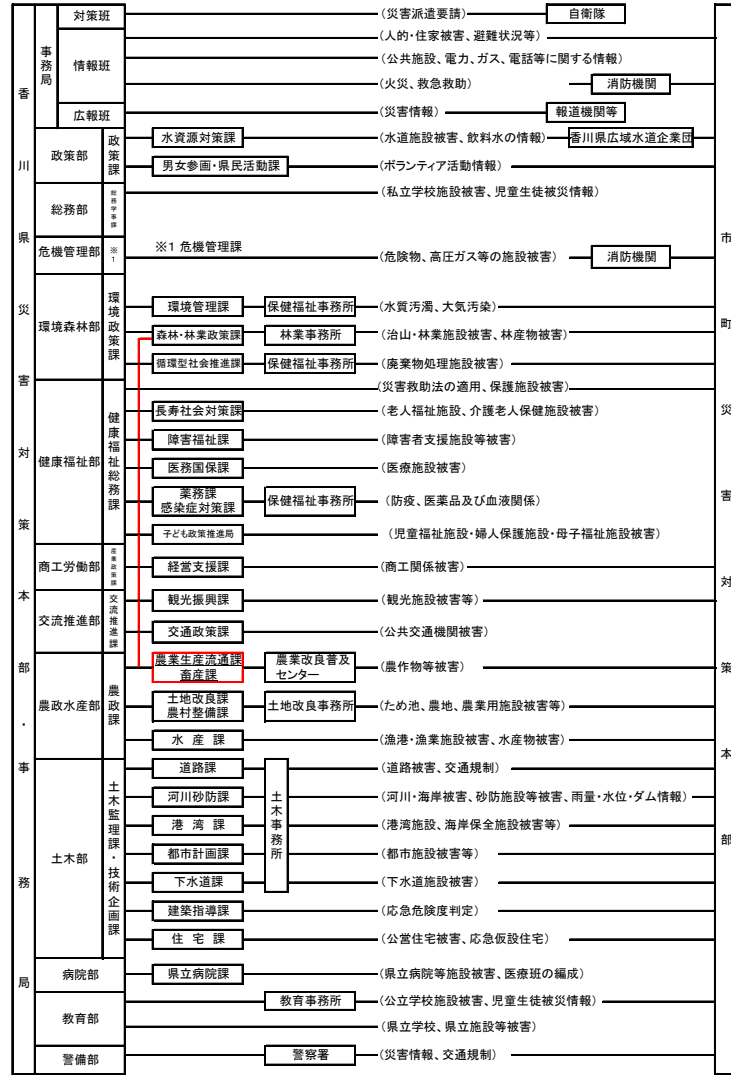 香川県災害対策本部・事務局
事務局
対策班
(災害派遣要請)
自衛隊
情報班
(人的・住家被害、避難状況等)
(公共施設、電力、ガス、電話等に関する情報)
(火災、救急救助)
消防機関
広報班
(災害情報)
報道機関等
政策部
政策課
水資源対策課
(水道施設被害、飲料水の情報)
香川県広域水道企業団
男女参画・県民活動課
(ボランティア活動情報)
総務部
総務学事課
(私立学校施設被害、児童生徒被災情報)
危機管理部
※1
※1 危機管理課
(危険物、高圧ガス等の施設被害)
消防機関
環境森林部
環境政策課
環境管理課
保健福祉事務所
(水質汚濁、大気汚染)
森林・林業政策課
林業事務所
(治山・林業施設被害、林産物被害)
循環型社会推進課
保健福祉事務所
(廃棄物処理施設被害)
健康福祉部
健康福祉総務課
(災害救助法の適用、保護施設被害)
長寿社会対策課
(老人福祉施設、介護老人保健施設被害)
障害福祉課
(障害者支援施設等被害)
医務国保課
(医療施設被害)
薬務課
感染症対策課
保健福祉事務所
(防疫、医薬品及び血液関係)
子ども政策推進局
(児童福祉施設・婦人保護施設・母子福祉施設被害)
商工労働部
産業政策課
経営支援課
(商工関係被害)
交流推進部
交流推進課
観光振興課
(観光施設被害等)
交通政策課
(公共交通機関被害)
農政水産部
農政課
農業生産流通課
畜産課
農業改良普及
センター
(農作物等被害)
土地改良課
農村整備課
土地改良事務所
(ため池、農地、農業用施設被害等)
水 産 課
(漁港・漁業施設被害、水産物被害)
土木部
土木監理課・技術企画課
道路課
土木事務所
(道路被害、交通規制)
河川砂防課
(河川・海岸被害、砂防施設等被害、雨量・水位・ダム情報)
港 湾 課
(港湾施設、海岸保全施設被害等)
都市計画課
(都市施設被害等)
下水道課
(下水道施設被害)
建築指導課
(応急危険度判定)
住 宅 課
(公営住宅被害、応急仮設住宅)
病院部
県立病院課
(県立病院等施設被害、医療班の編成)
教育部
教育事務所
(公立学校施設被害、児童生徒被災情報)
(県立学校、県立施設等被害)
警備部
警察署
(災害情報、交通規制)
市町災害対策本部